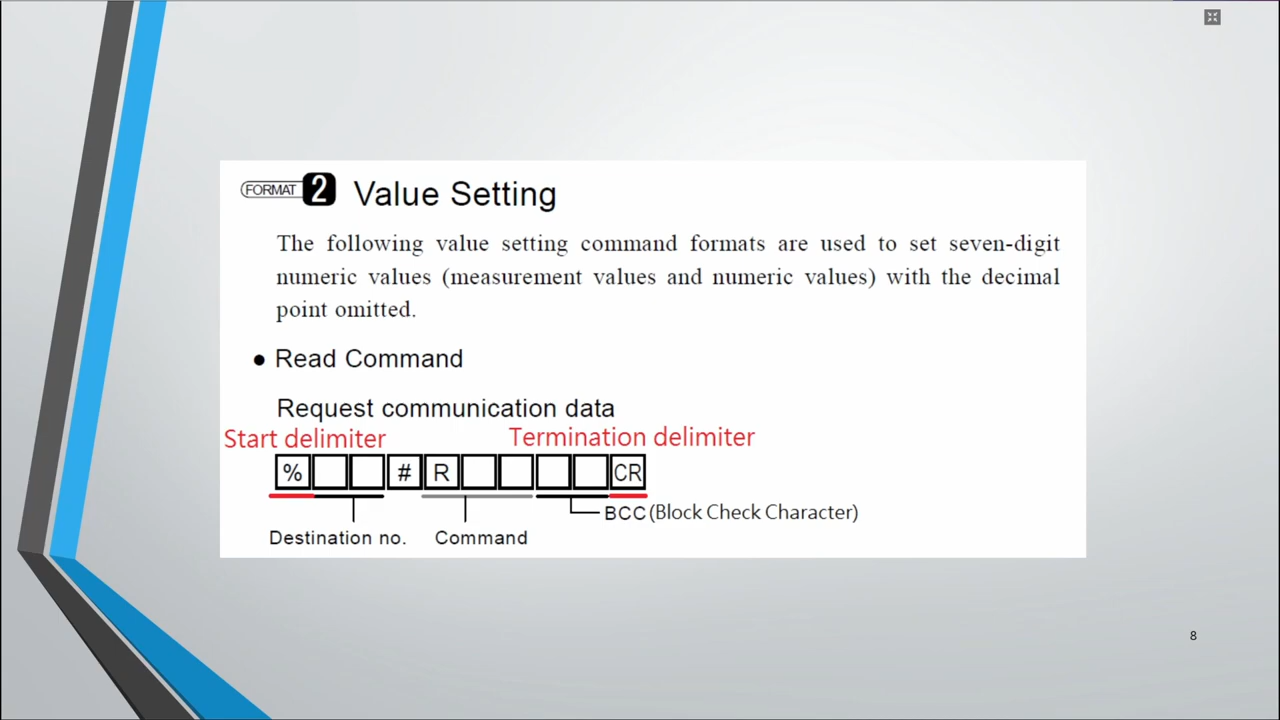 FORMAT 2 Value Setting
The following value setting command formats are used to set seven-digit
numeric values (measurement values and numeric values) with the decimal
point omitted.
● Read Command
Request communication data
Start delimiter Termination delimiter
% # R CR
BCC (Block Check Character)
Destination no. Command
8